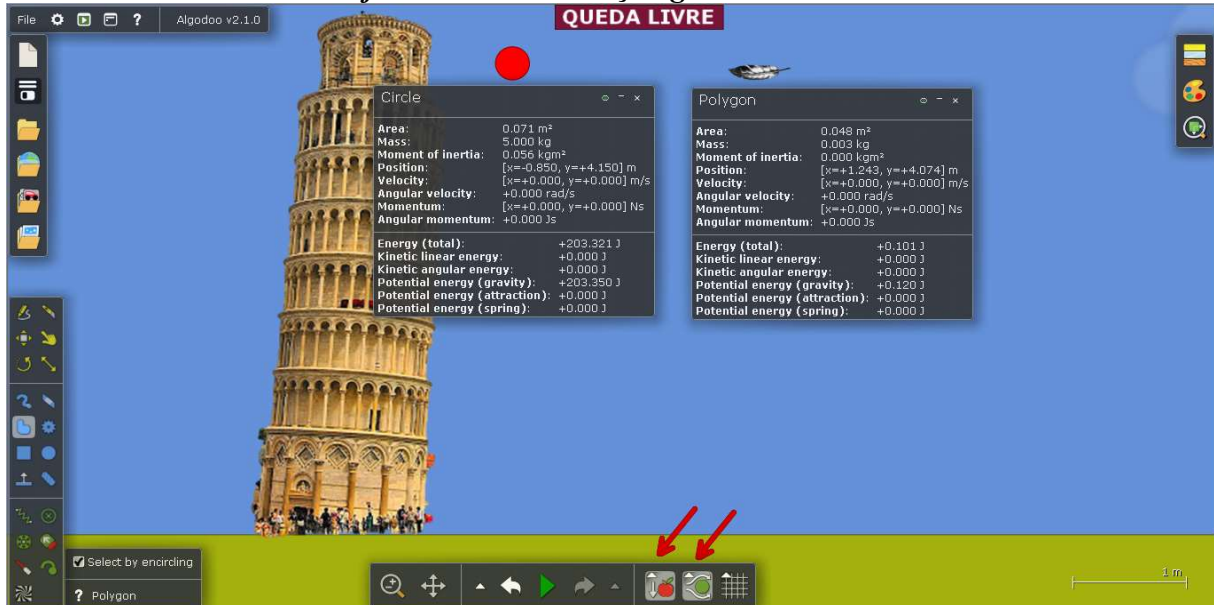 QUEDA LIVRE
File ? Algodoo v2.1.0
Circle
Area: 0.071 m²
Mass: 5.000 kg
Moment of inertia: 0.056 kgm²
Position: [x=-0.850, y=+4.150] m
Velocity: [x=+0.000, y=+0.000] m/s
Angular velocity: +0.000 rad/s
Momentum: [x=+0.000, y=+0.000] Ns
Angular momentum: +0.000 Js
Energy (total): +203.321 J
Kinetic linear energy: +0.000 J
Kinetic angular energy: +0.000 J
Potential energy (gravity): +203.350 J
Potential energy (attraction): +0.000 J
Potential energy (spring): +0.000 J
Polygon
Area: 0.048 m²
Mass: 0.003 kg
Moment of inertia: 0.000 kgm²
Position: [x=+1.243, y=+4.074] m
Velocity: [x=+0.000, y=+0.000] m/s
Angular velocity: +0.000 rad/s
Momentum: [x=+0.000, y=+0.000] Ns
Angular momentum: +0.000 Js
Energy (total): +0.101 J
Kinetic linear energy: +0.000 J
Kinetic angular energy: +0.000 J
Potential energy (gravity): +0.120 J
Potential energy (attraction): +0.000 J
Potential energy (spring): +0.000 J
Select by encircling
? Polygon
1 m